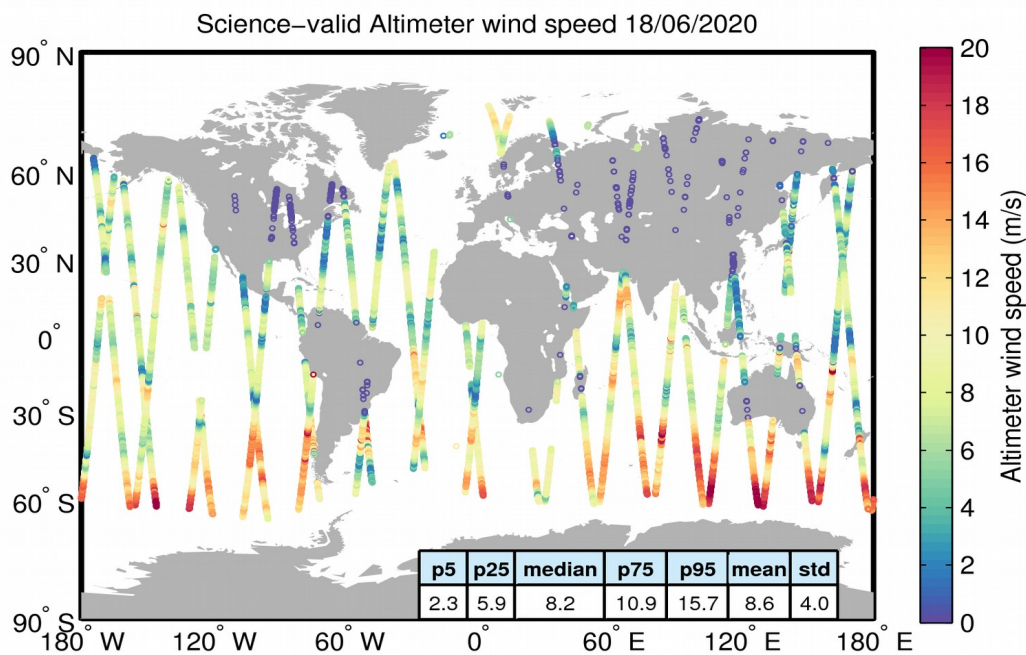 Science−valid Altimeter wind speed 18/06/2020
90° N
60° N
30° N
0°
30° S
60° S
90° S
180° W
120° W
60° W
0°
60° E
120° E
180° E
p5 p25 median p75 p95 mean std
2.3 5.9 8.2 10.9 15.7 8.6 4.0
20
18
16
14
12
10
8
6
4
2
0
Altimeter wind speed (m/s)